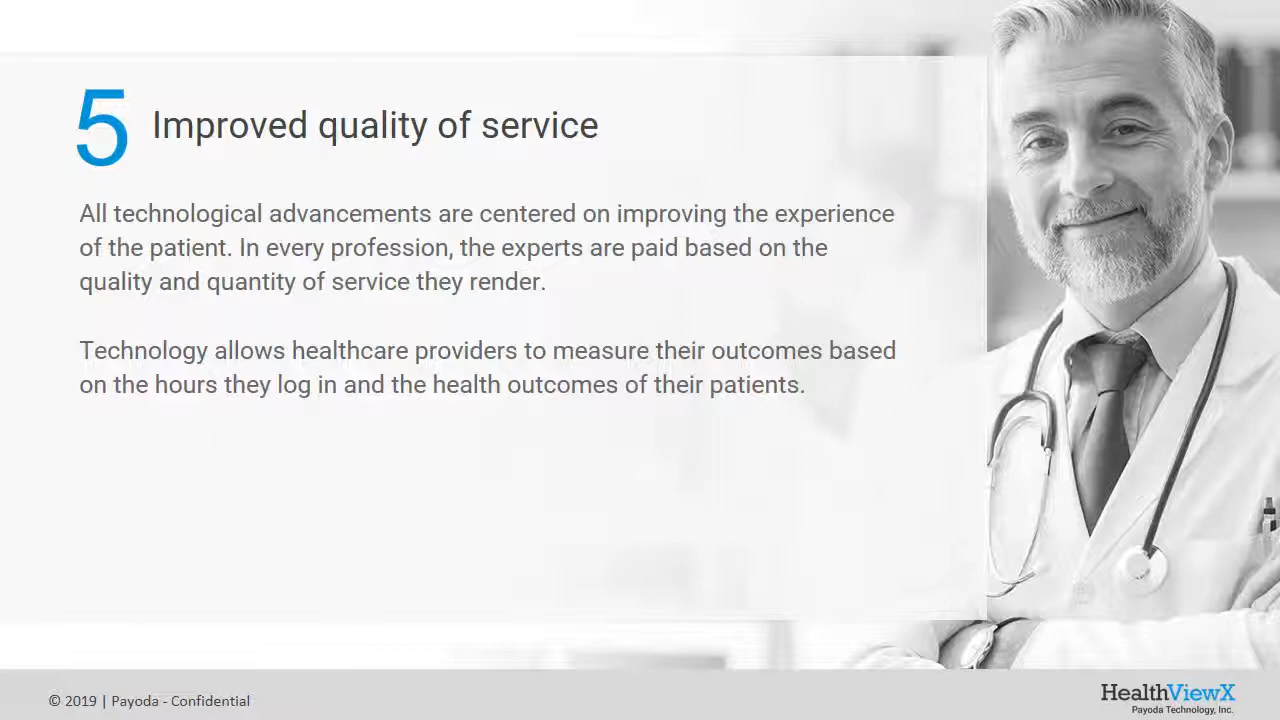 5 Improved quality of service
All technological advancements are centered on improving the experience
of the patient. In every profession, the experts are paid based on the
quality and quantity of service they render.
Technology allows healthcare providers to measure their outcomes based
on the hours they log in and the health outcomes of their patients.
© 2019 | Payoda - Confidential
HealthViewX
Payoda Technology, Inc.